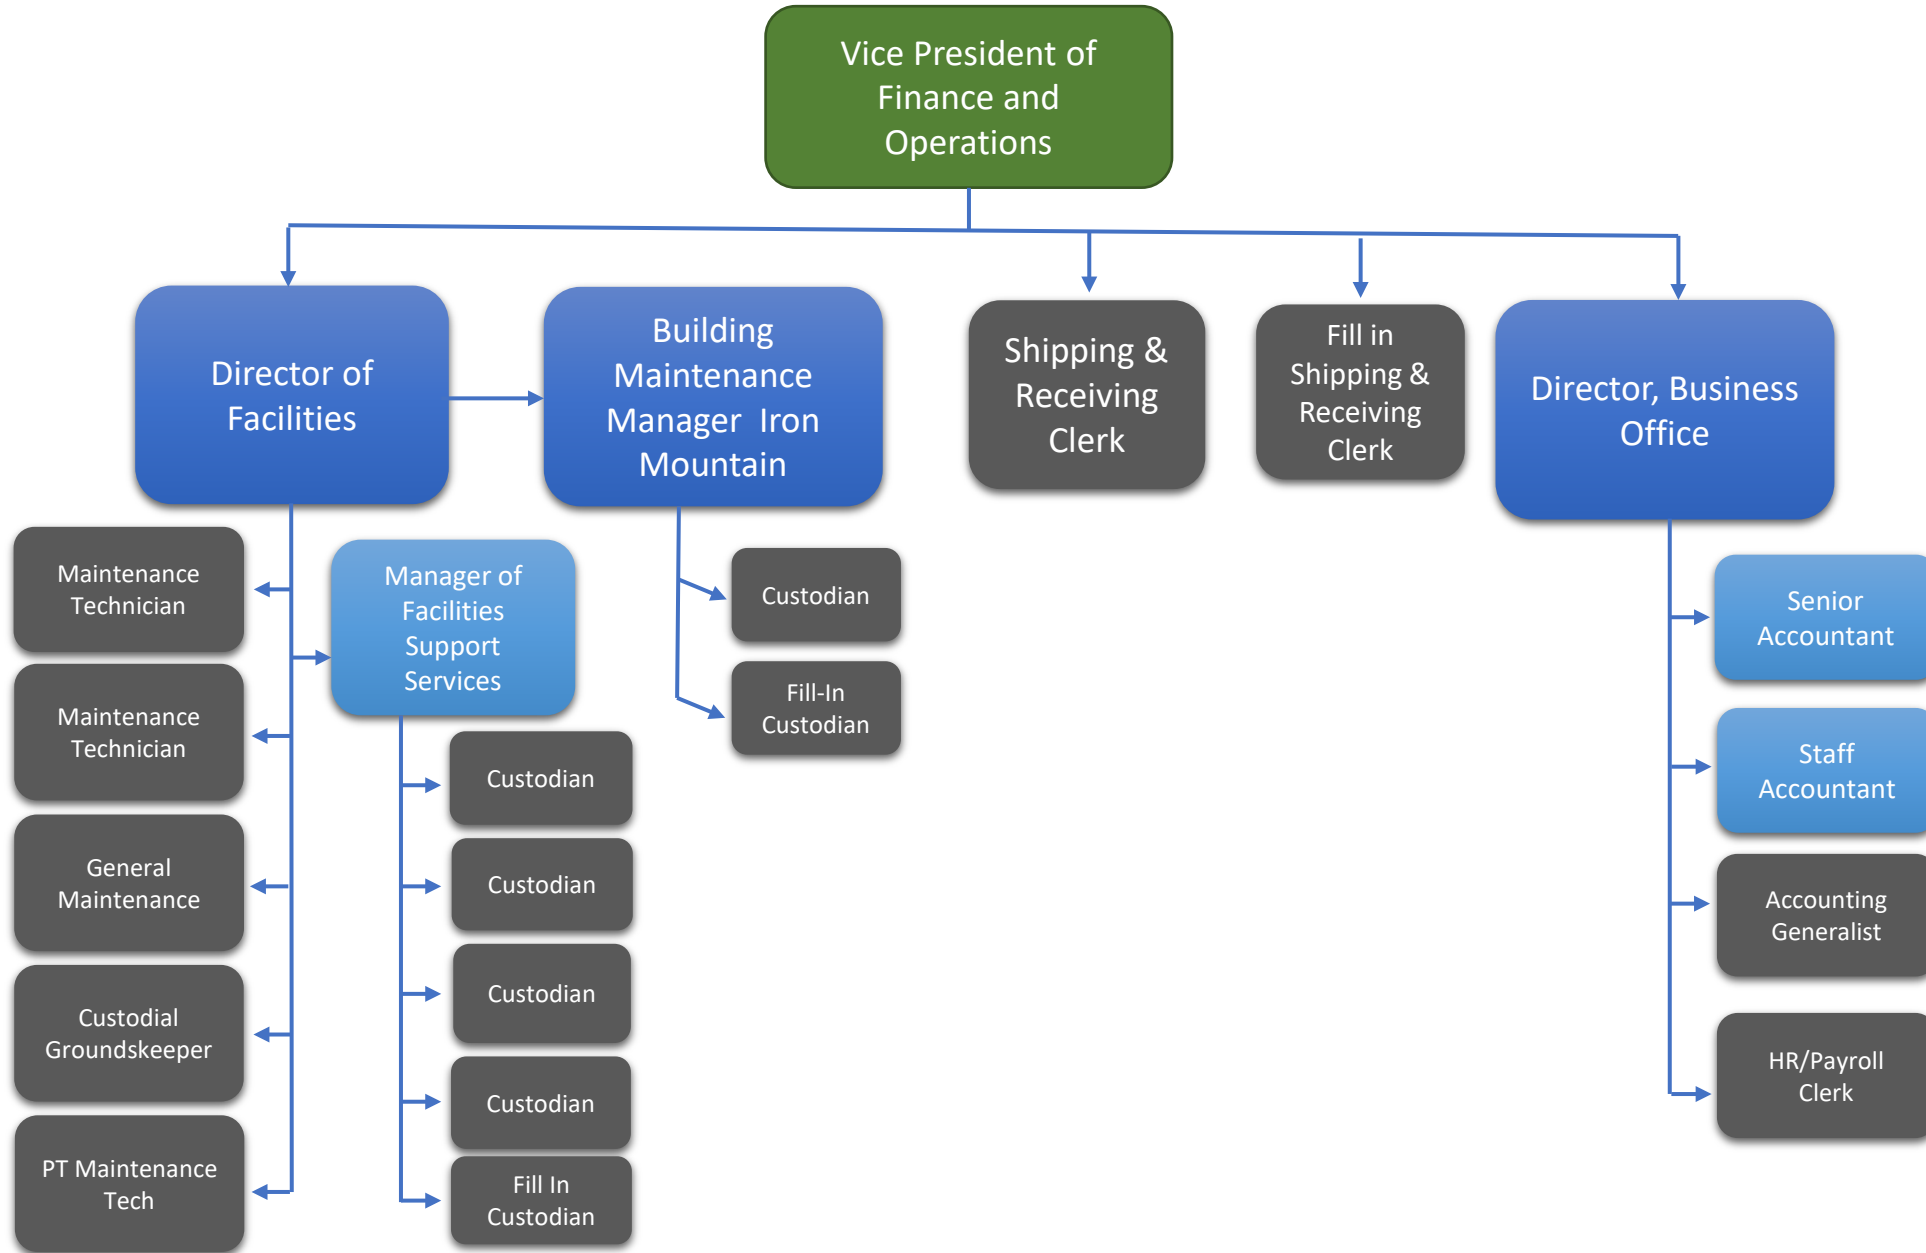 Vice President of
Finance and
Operations
Director of
Facilities
Building
Maintenance
Manager  Iron
Mountain
Shipping &
Receiving
Clerk
Fill in
Shipping &
Receiving
Clerk
Director, Business
Office
Maintenance
Technician
Maintenance
Technician
General
Maintenance
Custodial
Groundskeeper
PT Maintenance
Tech
Manager of
Facilities
Support
Services
Custodian
Custodian
Custodian
Custodian
Fill In
Custodian
Custodian
Fill-In
Custodian
Senior
Accountant
Staff
Accountant
Accounting
Generalist
HR/Payroll
Clerk